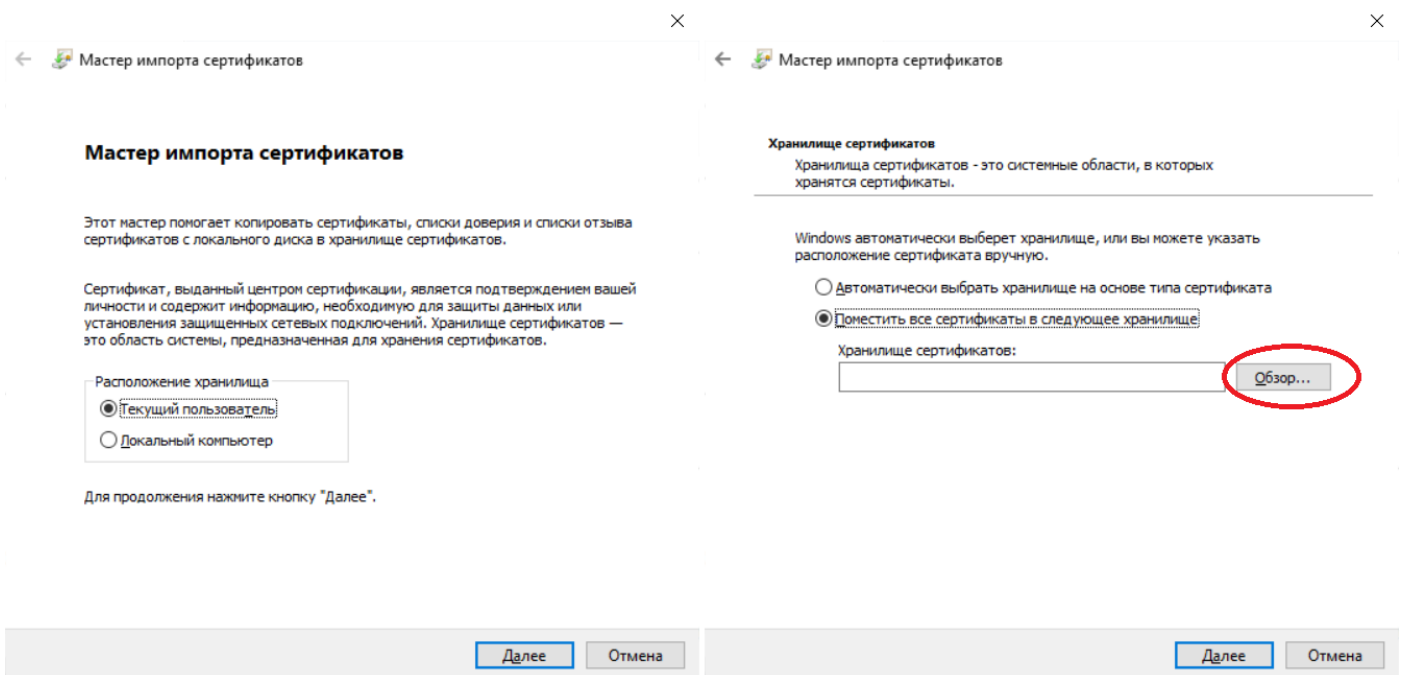 Мастер импорта сертификатов
Мастер импорта сертификатов
Этот мастер помогает копировать сертификаты, списки доверия и списки отзыва
сертификатов с локального диска в хранилище сертификатов.
Сертификат, выданный центром сертификации, является подтверждением вашей
личности и содержит информацию, необходимую для защиты данных или
установления защищенных сетевых подключений. Хранилище сертификатов —
это область системы, предназначенная для хранения сертификатов.
Расположение хранилища
Текущий пользователь
Локальный компьютер
Для продолжения нажмите кнопку "Далее".
Далее
Отмена
Мастер импорта сертификатов
Хранилище сертификатов
Хранилища сертификатов - это системные области, в которых
хранятся сертификаты.
Windows автоматически выберет хранилище, или вы можете указать
расположение сертификата вручную.
Автоматически выбрать хранилище на основе типа сертификата
Поместить все сертификаты в следующее хранилище
Хранилище сертификатов:
Обзор...
Далее
Отмена